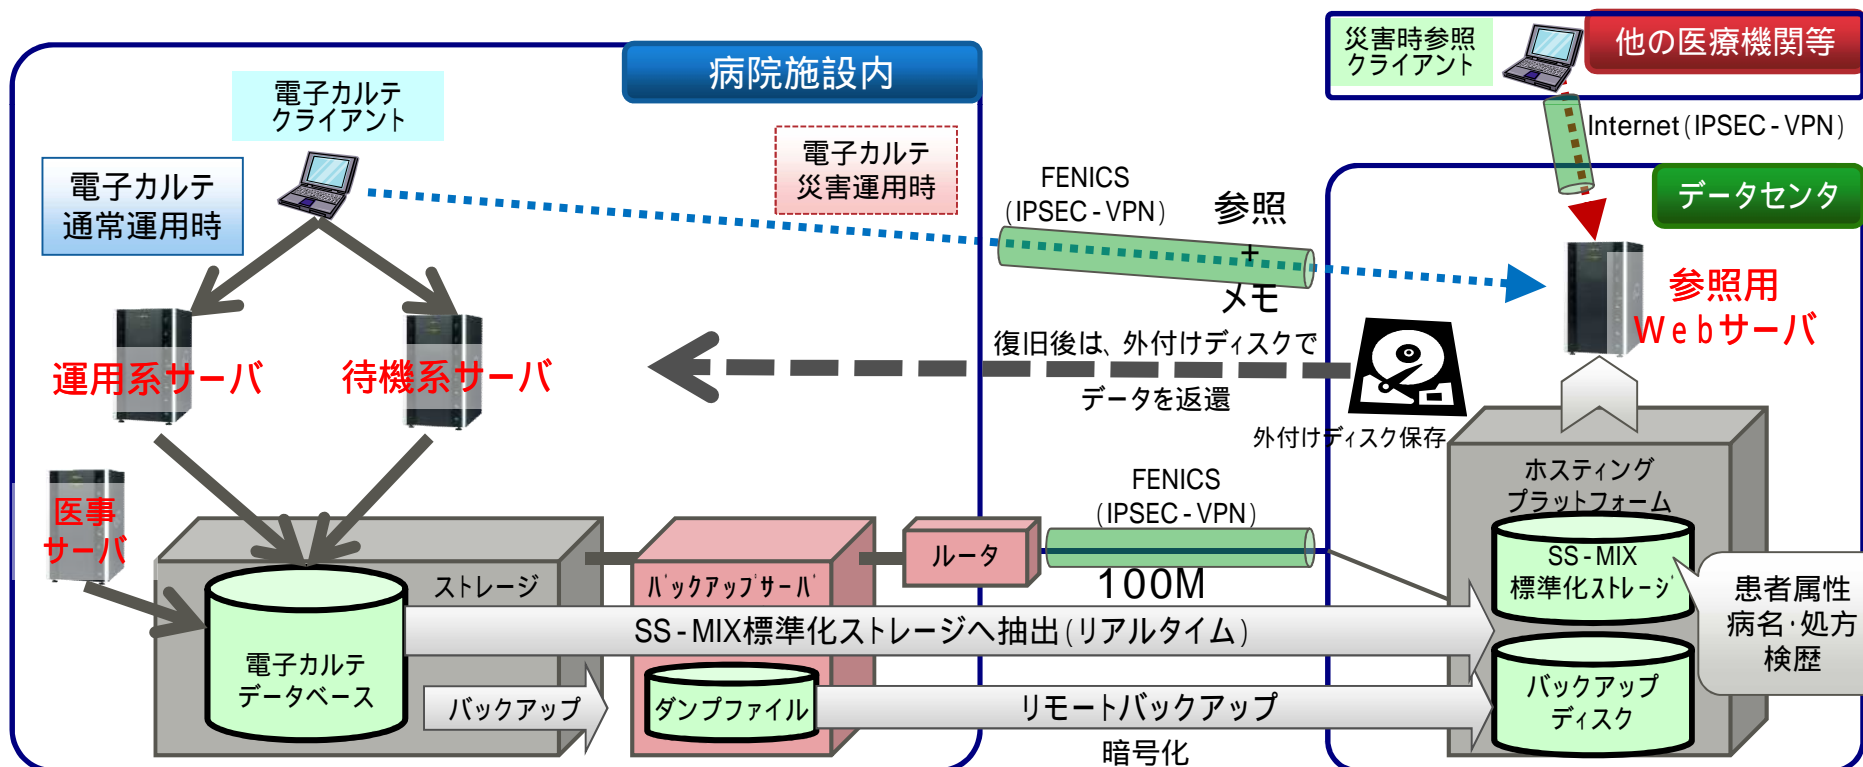 病院施設内
電子カルテ
クライアント
電子カルテ
通常運用時
電子カルテ
災害運用時
災害時参照
クライアント
他の医療機関等
Internet(IPSEC-VPN)
データセンタ
FENICS
(IPSEC-VPN)
参照
+
メモ
参照用
Webサーバ
運用系サーバ
待機系サーバ
復旧後は、外付けディスクで
データを返還
外付けディスク保存
医事
サーバ
ストレージ
電子カルテ
データベース
バックアップ
バックアップサーバ
ダンプファイル
ルータ
FENICS
(IPSEC-VPN)
100M
SS-MIX標準化ストレージへ抽出(リアルタイム)
リモートバックアップ
暗号化
ホスティング
プラットフォーム
SS-MIX
標準化ストレージ
バックアップ
ディスク
患者属性
病名・処方
検歴